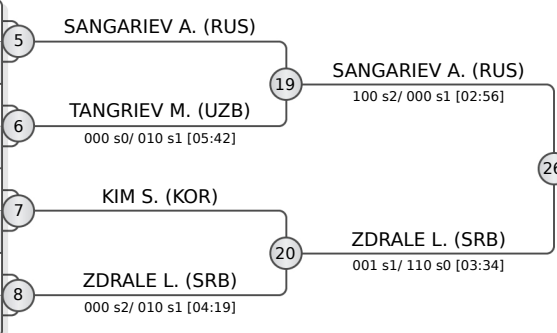 SANGARIEV A. (RUS)
5
19
SANGARIEV A. (RUS)
100 s2/ 000 s1 [02:56]
TANGRIEV M. (UZB)
6
000 s0/ 010 s1 [05:42]
26
KIM S. (KOR)
7
20
ZDRALE L. (SRB)
001 s1/ 110 s0 [03:34]
ZDRALE L. (SRB)
8
000 s2/ 010 s1 [04:19]